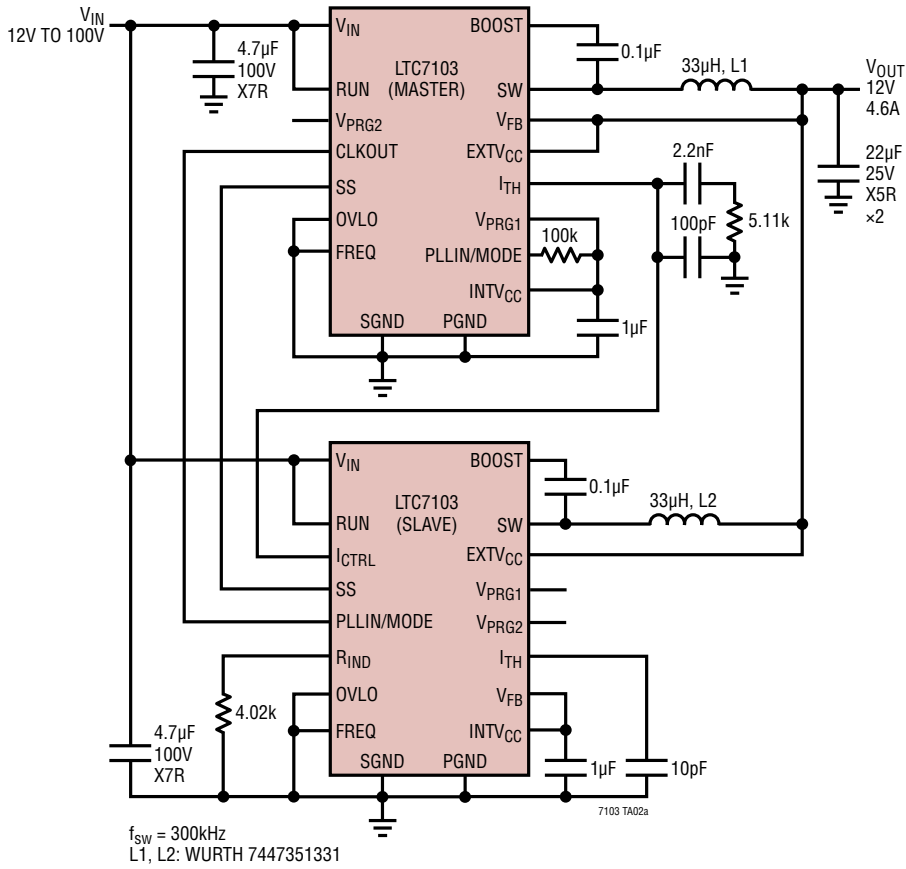 VIN
12V TO 100V
4.7µF
100V
X7R
VIN
RUN
VPRG2
CLKOUT
SS
OVLO
FREQ
LTC7103
(MASTER)
SGND
PGND
BOOST
SW
VFB
EXTVCC
ITH
VPRG1
PLLIN/MODE
INTVCC
0.1µF
33µH, L1
VOUT
12V
4.6A
22µF
25V
X5R
×2
2.2nF
100pF
5.11k
100k
1µF
VIN
RUN
ICTRL
SS
PLLIN/MODE
RIND
OVLO
FREQ
LTC7103
(SLAVE)
SGND
PGND
BOOST
SW
EXTVCC
VPRG1
VPRG2
ITH
VFB
INTVCC
0.1µF
33µH, L2
4.02k
4.7µF
100V
X7R
1µF
10pF
7103 TA02a
fSW = 300kHz
L1, L2: WURTH 7447351331